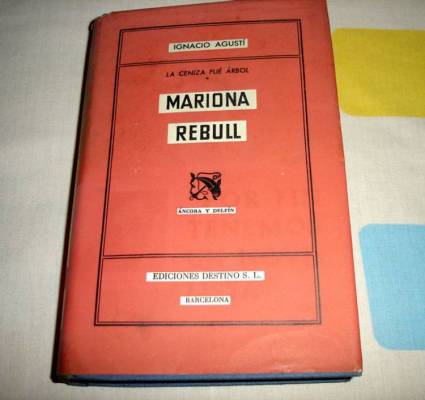 IGNACIO AGUSTÍ
LA CENIZA FUÉ ÁRBOL
MARIONA
REBULL
ÁNCORA Y DELFÍN
EDICIONES DESTINO S. L.
BARCELONA